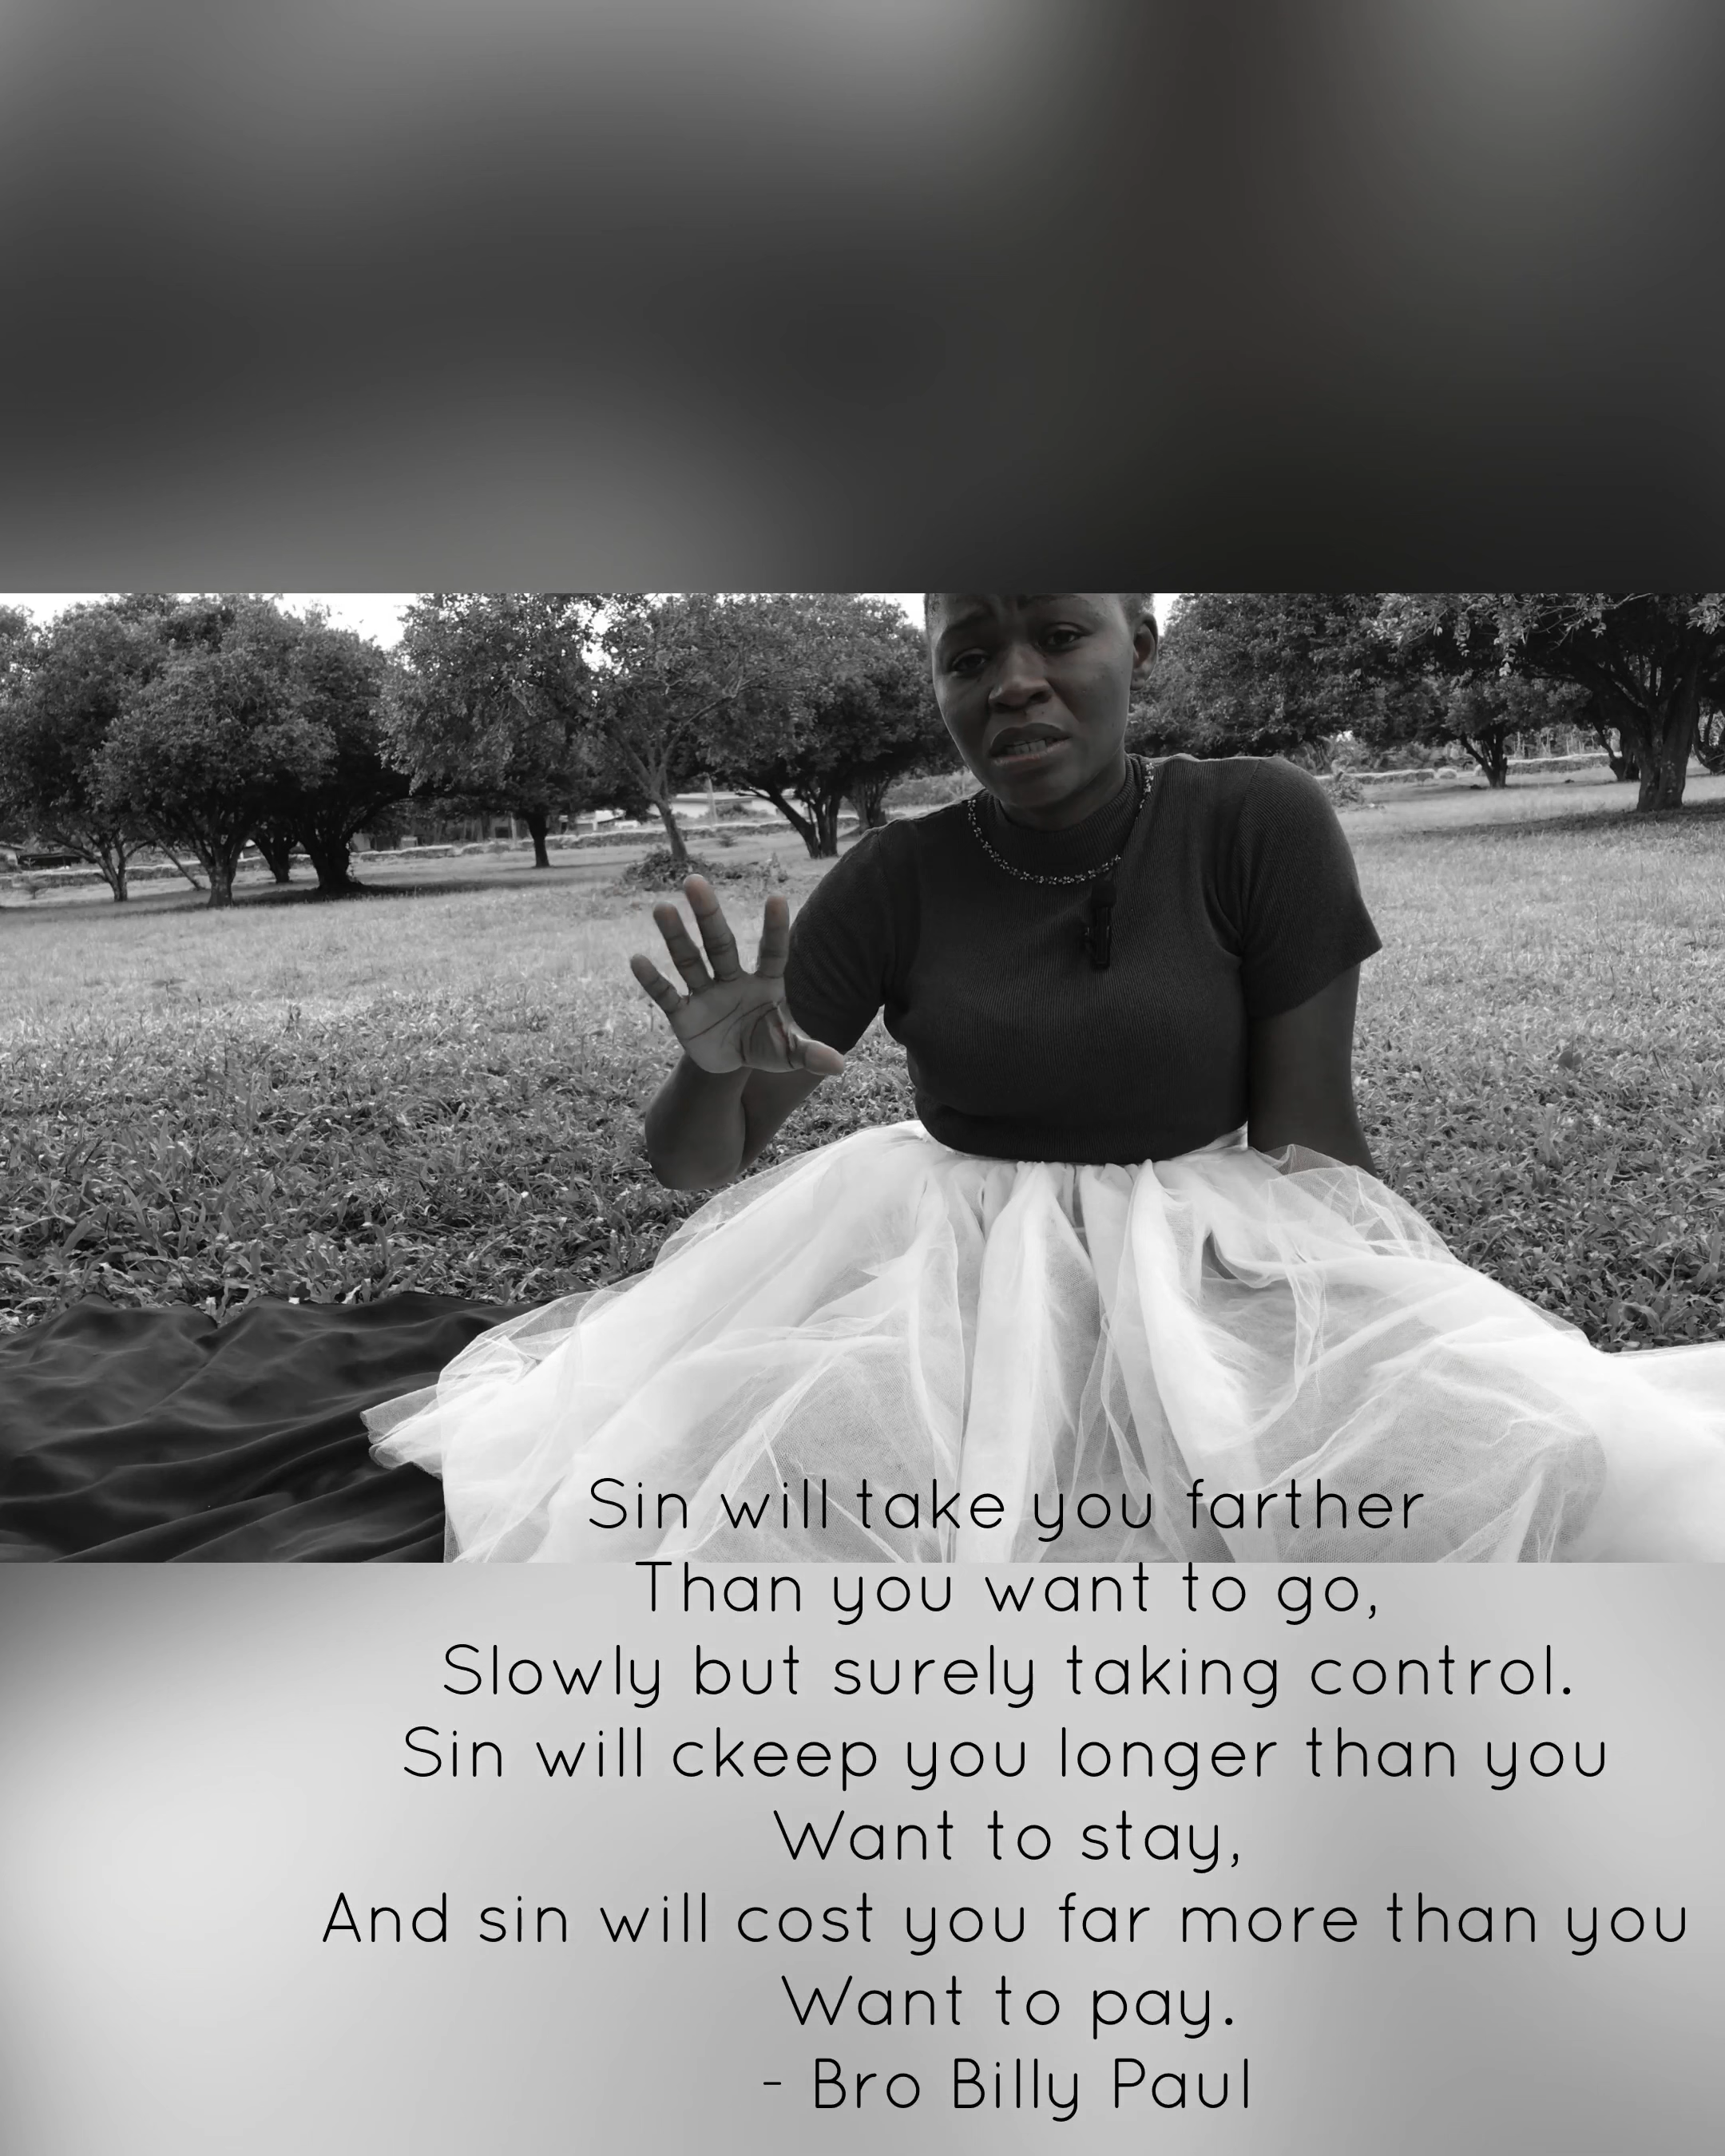 Sin will take you farther
Than you want to go,
Slowly but surely taking control.
Sin will ckeep you longer than you
Want to stay,
And sin will cost you far more than you
Want to pay.
- Bro Billy Paul